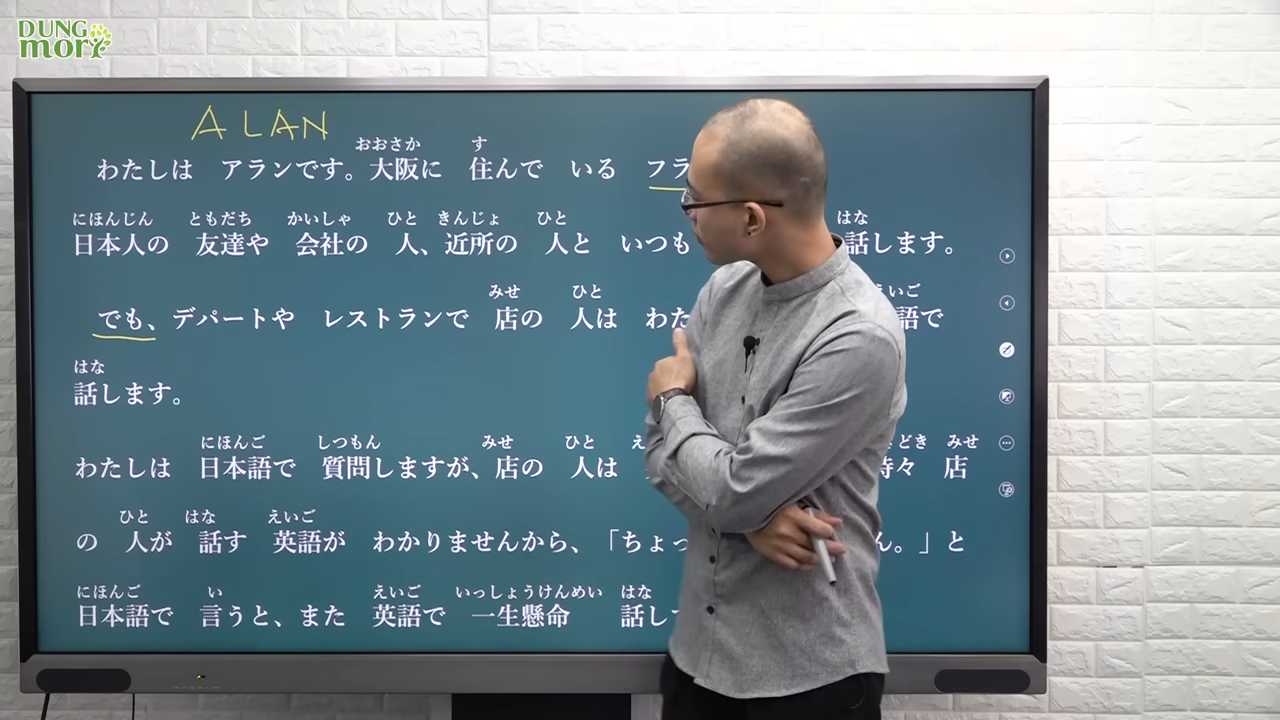 DUNG
mori
ALAN
おおさか す
わたしは アランです。大阪に 住んで いる フラ
にほんじん ともだち かいしゃ ひと きんじょ ひと はな
日本人の 友達や 会社の 人、近所の 人と いつも 話します。
みせ ひと いご
でも、デパートや レストランで 店の 人は わた 語で
はな
話します。
にほんご しつもん みせ ひと え どき みせ
わたしは 日本語で 質問しますが、店の 人は 時々 店
ひと はな えいご
の 人が 話す 英語が わかりませんから、「ちょっ ん。」と
にほんご い えいご いっしょうけんめい はな
日本語で 言うと、また 英語で 一生懸命 話し